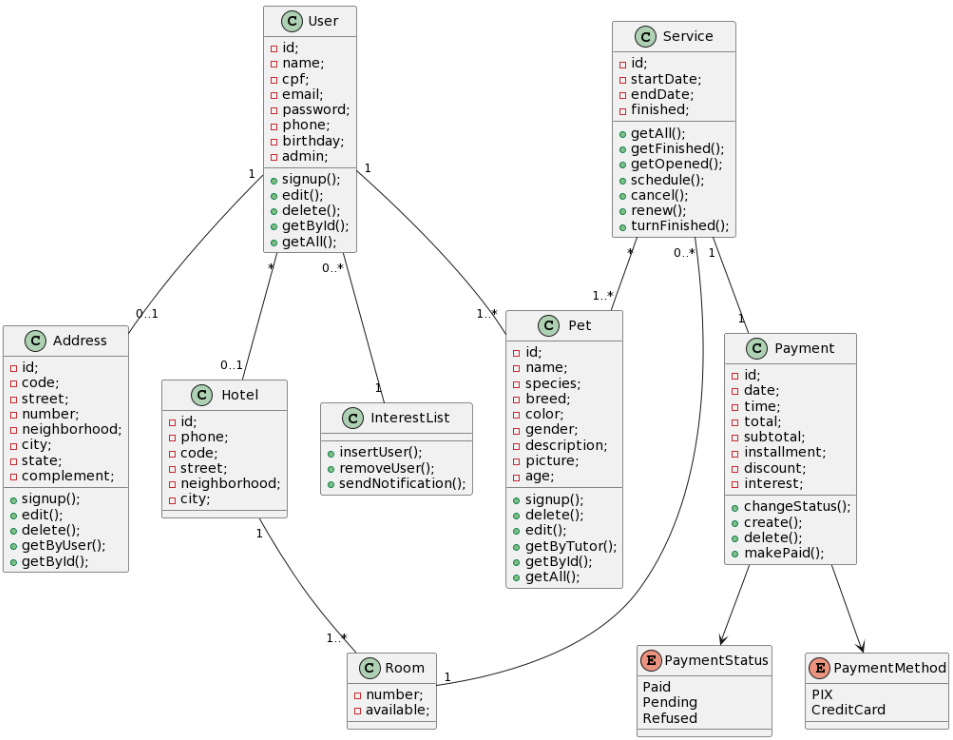 C User
id;
name;
cpf;
email;
password;
phone;
birthday;
admin;
signup();
edit();
delete();
getById();
getAll();
C Service
id;
startDate;
endDate;
finished;
getAll();
getFinished();
getOpened();
schedule();
cancel();
renew();
turnFinished();
1
1
*
0..*
*
0..*
1
0..1
0..1
1
1..*
1..*
1
C Address
id;
code;
street;
number;
neighborhood;
city;
state;
complement;
signup();
edit();
delete();
getByUser();
getById();
C Hotel
id;
phone;
code;
street;
neighborhood;
city;
C InterestList
insertUser();
removeUser();
sendNotification();
C Pet
id;
name;
species;
breed;
color;
gender;
description;
picture;
age;
signup();
delete();
edit();
getByTutor();
getById();
getAll();
C Payment
id;
date;
time;
total;
subtotal;
installment;
discount;
interest;
changeStatus();
create();
delete();
makePaid();
1
1..*
1
C Room
number;
available;
E PaymentStatus
Paid
Pending
Refused
E PaymentMethod
PIX
CreditCard